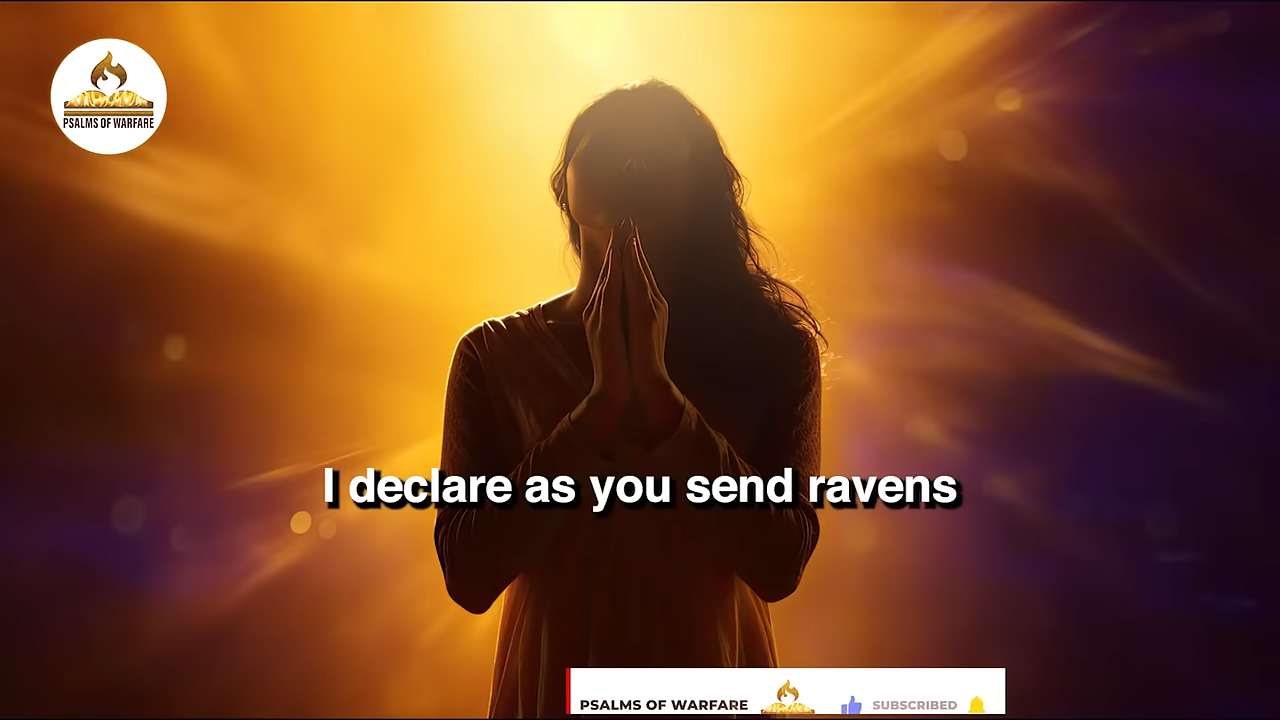 PSALMS OF WARFARE
I declare as you send ravens
PSALMS OF WARFARE
SUBSCRIBED